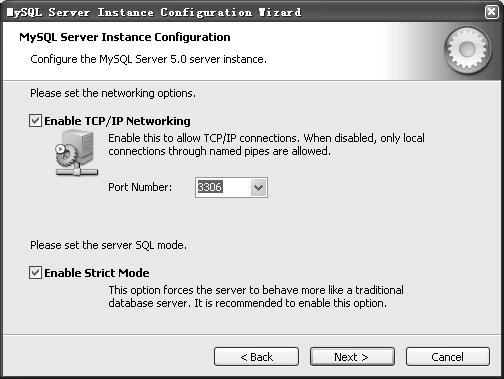 MySQL Server Instance Configuration Wizard
MySQL Server Instance Configuration
Configure the MySQL Server 5.0 server instance.
Please set the networking options.
Enable TCP/IP Networking
Enable this to allow TCP/IP connections. When disabled, only local
connections through named pipes are allowed.
Port Number: 3306
Please set the server SQL mode.
Enable Strict Mode
This option forces the server to behave more like a traditional
database server. It is recommended to enable this option.
< Back Next > Cancel